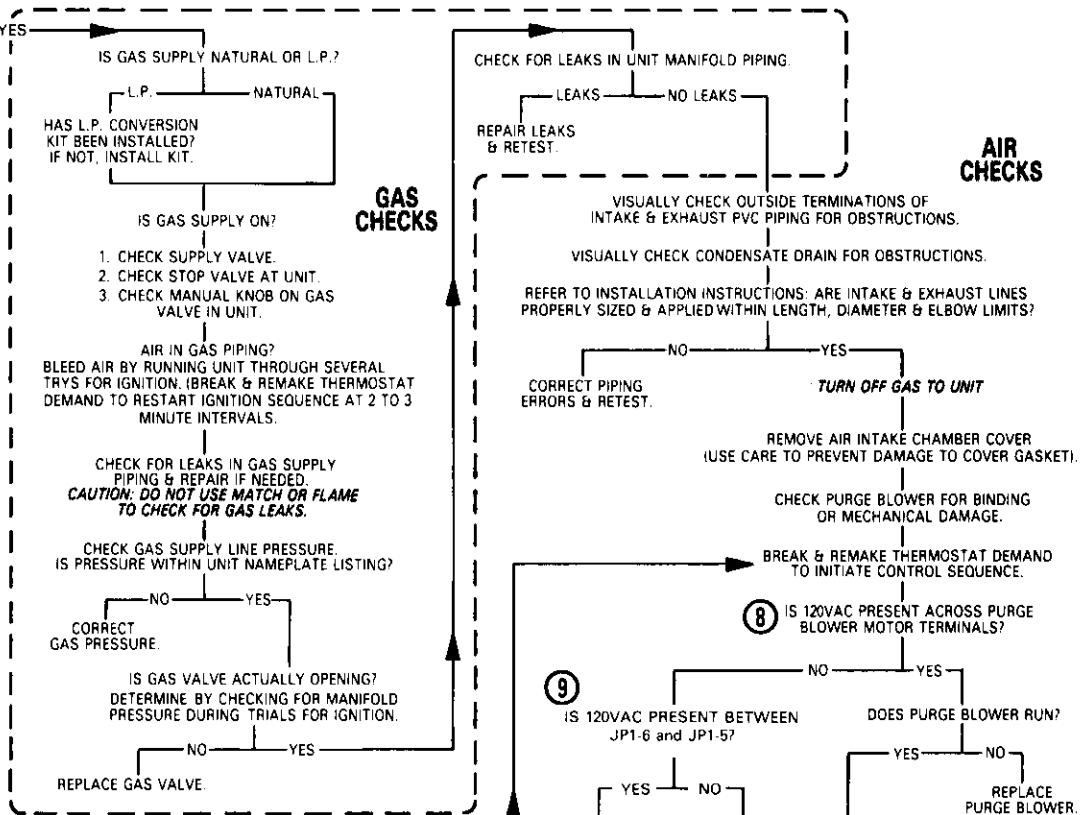 YES
IS GAS SUPPLY NATURAL OR L.P.?
L.P.
NATURAL
HAS L.P. CONVERSION
KIT BEEN INSTALLED?
IF NOT, INSTALL KIT.
GAS
CHECKS
IS GAS SUPPLY ON?
1. CHECK SUPPLY VALVE.
2. CHECK STOP VALVE AT UNIT.
3. CHECK MANUAL KNOB ON GAS
VALVE IN UNIT.
AIR IN GAS PIPING?
BLEED AIR BY RUNNING UNIT THROUGH SEVERAL
TRYS FOR IGNITION. (BREAK & REMAKE THERMOSTAT
DEMAND TO RESTART IGNITION SEQUENCE AT 2 TO 3
MINUTE INTERVALS.
CHECK FOR LEAKS IN GAS SUPPLY
PIPING & REPAIR IF NEEDED.
CAUTION: DO NOT USE MATCH OR FLAME
TO CHECK FOR GAS LEAKS.
CHECK GAS SUPPLY LINE PRESSURE.
IS PRESSURE WITHIN UNIT NAMEPLATE LISTING?
NO
YES
CORRECT
GAS PRESSURE.
IS GAS VALVE ACTUALLY OPENING?
DETERMINE BY CHECKING FOR MANIFOLD
PRESSURE DURING TRIALS FOR IGNITION.
NO
YES
REPLACE GAS VALVE.
CHECK FOR LEAKS IN UNIT MANIFOLD PIPING.
LEAKS
NO LEAKS
REPAIR LEAKS
& RETEST.
AIR
CHECKS
VISUALLY CHECK OUTSIDE TERMINATIONS OF
INTAKE & EXHAUST PVC PIPING FOR OBSTRUCTIONS.
VISUALLY CHECK CONDENSATE DRAIN FOR OBSTRUCTIONS.
REFER TO INSTALLATION INSTRUCTIONS: ARE INTAKE & EXHAUST LINES
PROPERLY SIZED & APPLIED WITHIN LENGTH, DIAMETER & ELBOW LIMITS?
NO
YES
CORRECT PIPING
ERRORS & RETEST.
TURN OFF GAS TO UNIT
REMOVE AIR INTAKE CHAMBER COVER
(USE CARE TO PREVENT DAMAGE TO COVER GASKET).
CHECK PURGE BLOWER FOR BINDING
OR MECHANICAL DAMAGE.
BREAK & REMAKE THERMOSTAT DEMAND
TO INITIATE CONTROL SEQUENCE.
8 IS 120VAC PRESENT ACROSS PURGE
BLOWER MOTOR TERMINALS?
NO
YES
9
IS 120VAC PRESENT BETWEEN
JP1-6 and JP1-5?
YES
NO
DOES PURGE BLOWER RUN?
YES
NO
REPLACE
PURGE BLOWER.